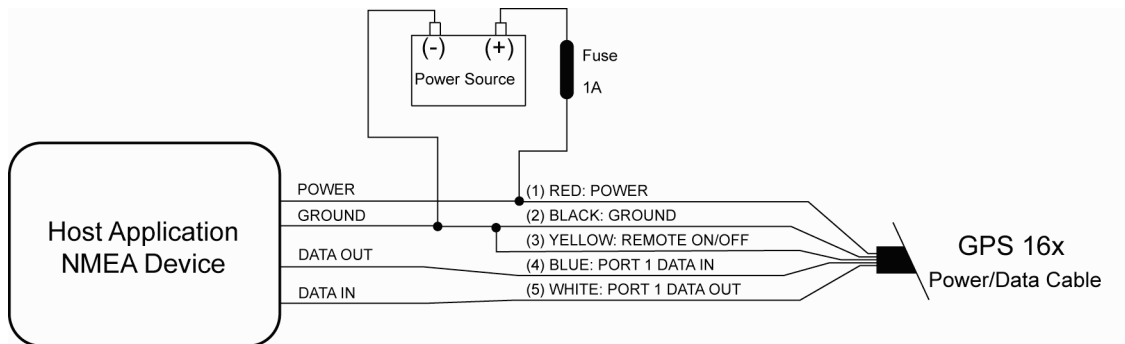 (-) (+)
Power Source
Fuse
1A
Host Application
NMEA Device
POWER
GROUND
DATA OUT
DATA IN
(1) RED: POWER
(2) BLACK: GROUND
(3) YELLOW: REMOTE ON/OFF
(4) BLUE: PORT 1 DATA IN
(5) WHITE: PORT 1 DATA OUT
GPS 16x
Power/Data Cable